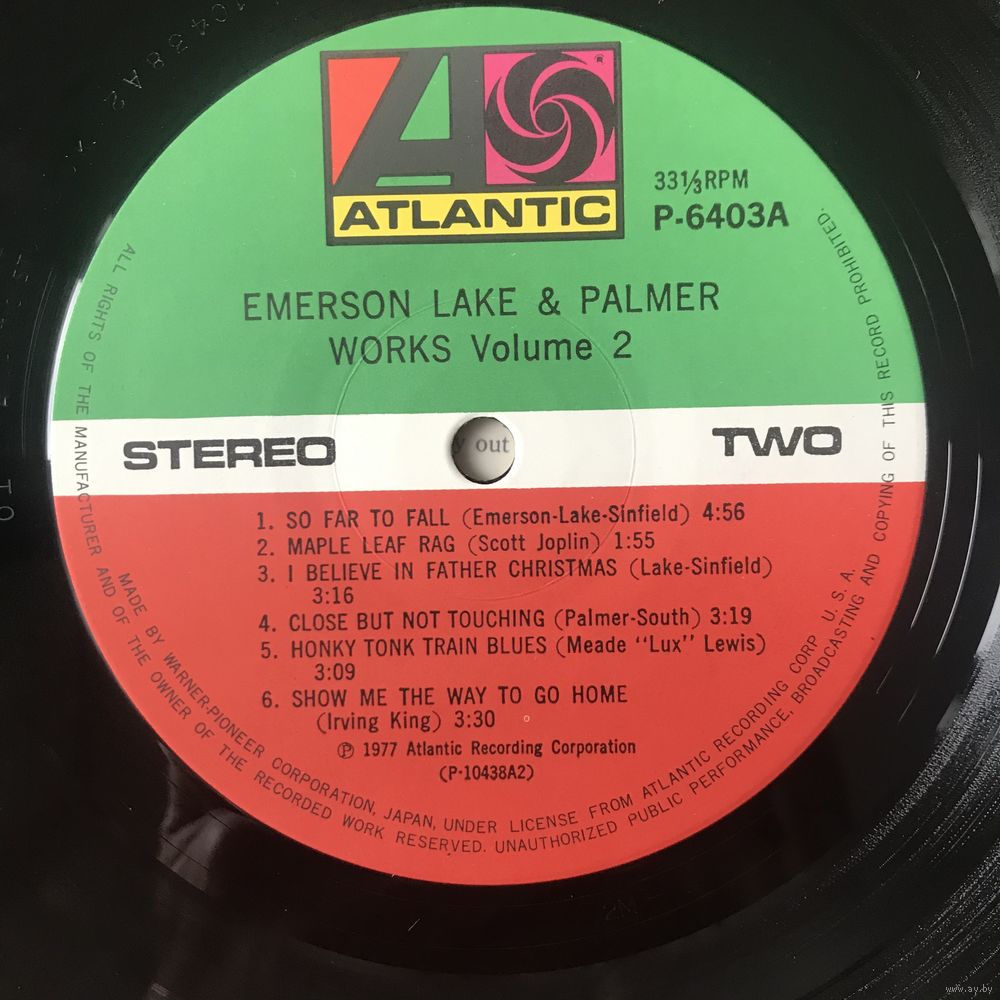 10438A2
ATLANTIC
®
33⅓RPM
P-6403A
EMERSON LAKE & PALMER
WORKS Volume 2
STEREO
out
TWO
1. SO FAR TO FALL (Emerson-Lake-Sinfield) 4:56
2. MAPLE LEAF RAG (Scott Joplin) 1:55
3. I BELIEVE IN FATHER CHRISTMAS (Lake-Sinfield)
3:16
4. CLOSE BUT NOT TOUCHING (Palmer-South) 3:19
5. HONKY TONK TRAIN BLUES (Meade "Lux" Lewis)
3:09
6. SHOW ME THE WAY TO GO HOME
(Irving King) 3:30
℗ 1977 Atlantic Recording Corporation
(P-10438A2)
MADE BY WARNER-PIONEER CORPORATION, JAPAN, UNDER LICENSE FROM ATLANTIC RECORDING CORP. U.S.A.
ALL RIGHTS OF THE MANUFACTURER AND OF THE OWNER OF THE RECORDED WORK RESERVED. UNAUTHORIZED PUBLIC PERFORMANCE, BROADCASTING AND COPYING OF THIS RECORD PROHIBITED.
www.ay.by